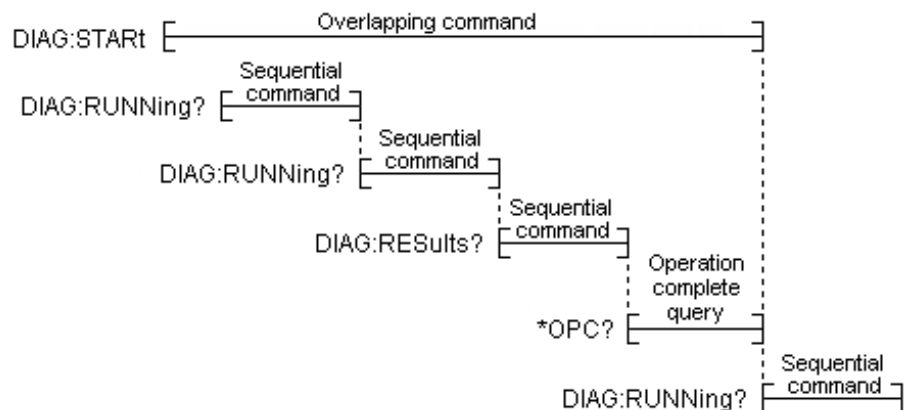 Overlapping command
DIAG:STARt
Sequential
command
DIAG:RUNNing?
Sequential
command
DIAG:RUNNing?
Sequential
command
DIAG:RESults?
Operation
complete
query
*OPC?
Sequential
command
DIAG:RUNNing?